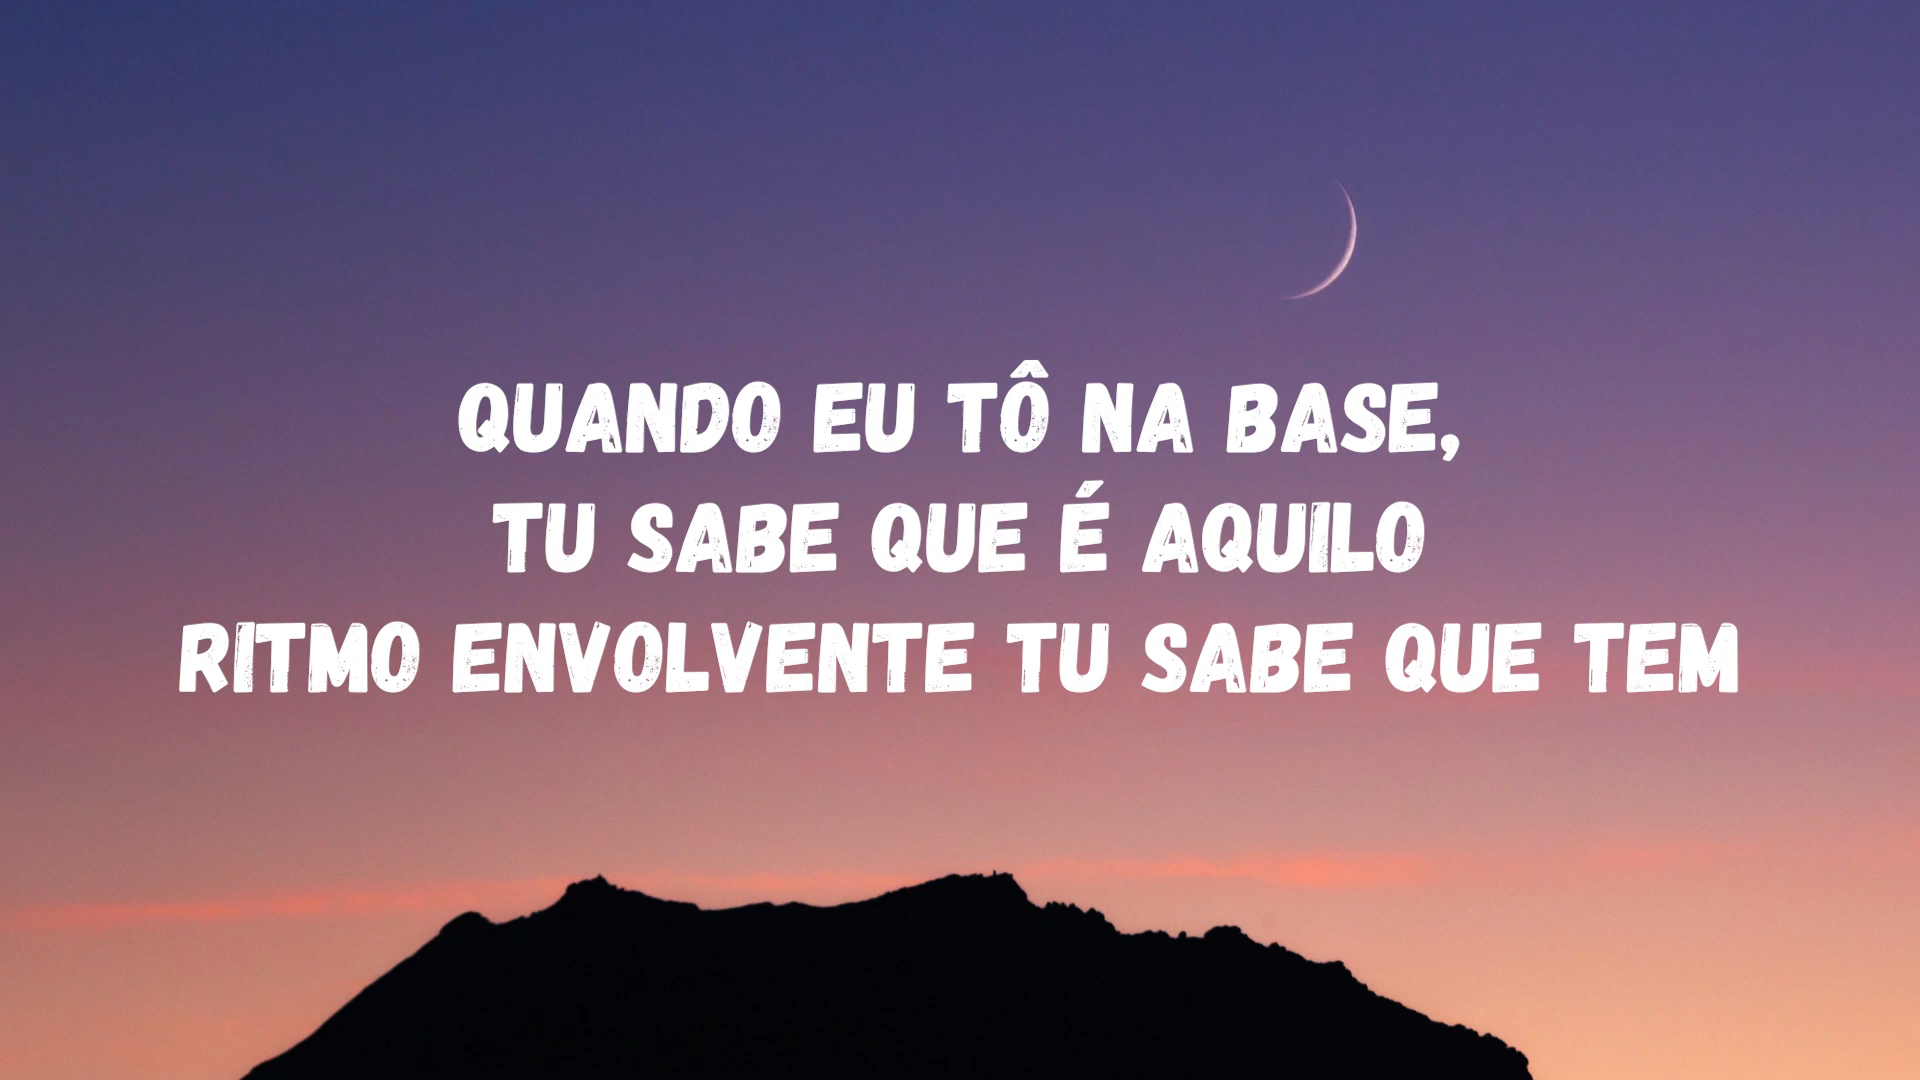 QUANDO EU TÔ NA BASE,
TU SABE QUE É AQUILO
RITMO ENVOLVENTE TU SABE QUE TEM